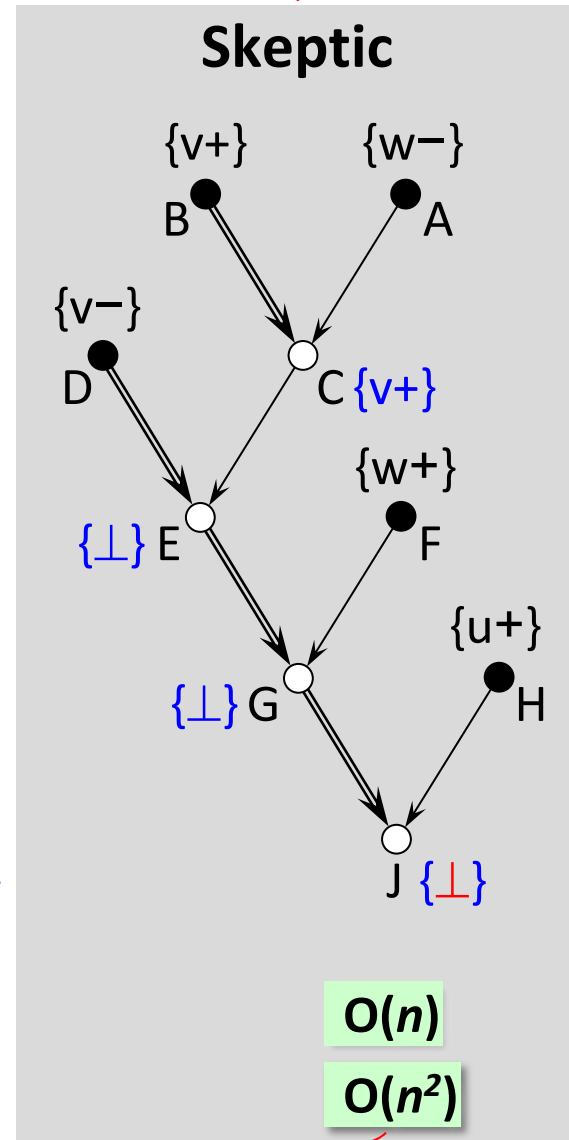 Skeptic
{v+} {w−}
B A
{v−}
D C {v+}
{w+}
{⊥} E F
{u+}
{⊥} G H
J {⊥}
O(n)
O(n²)